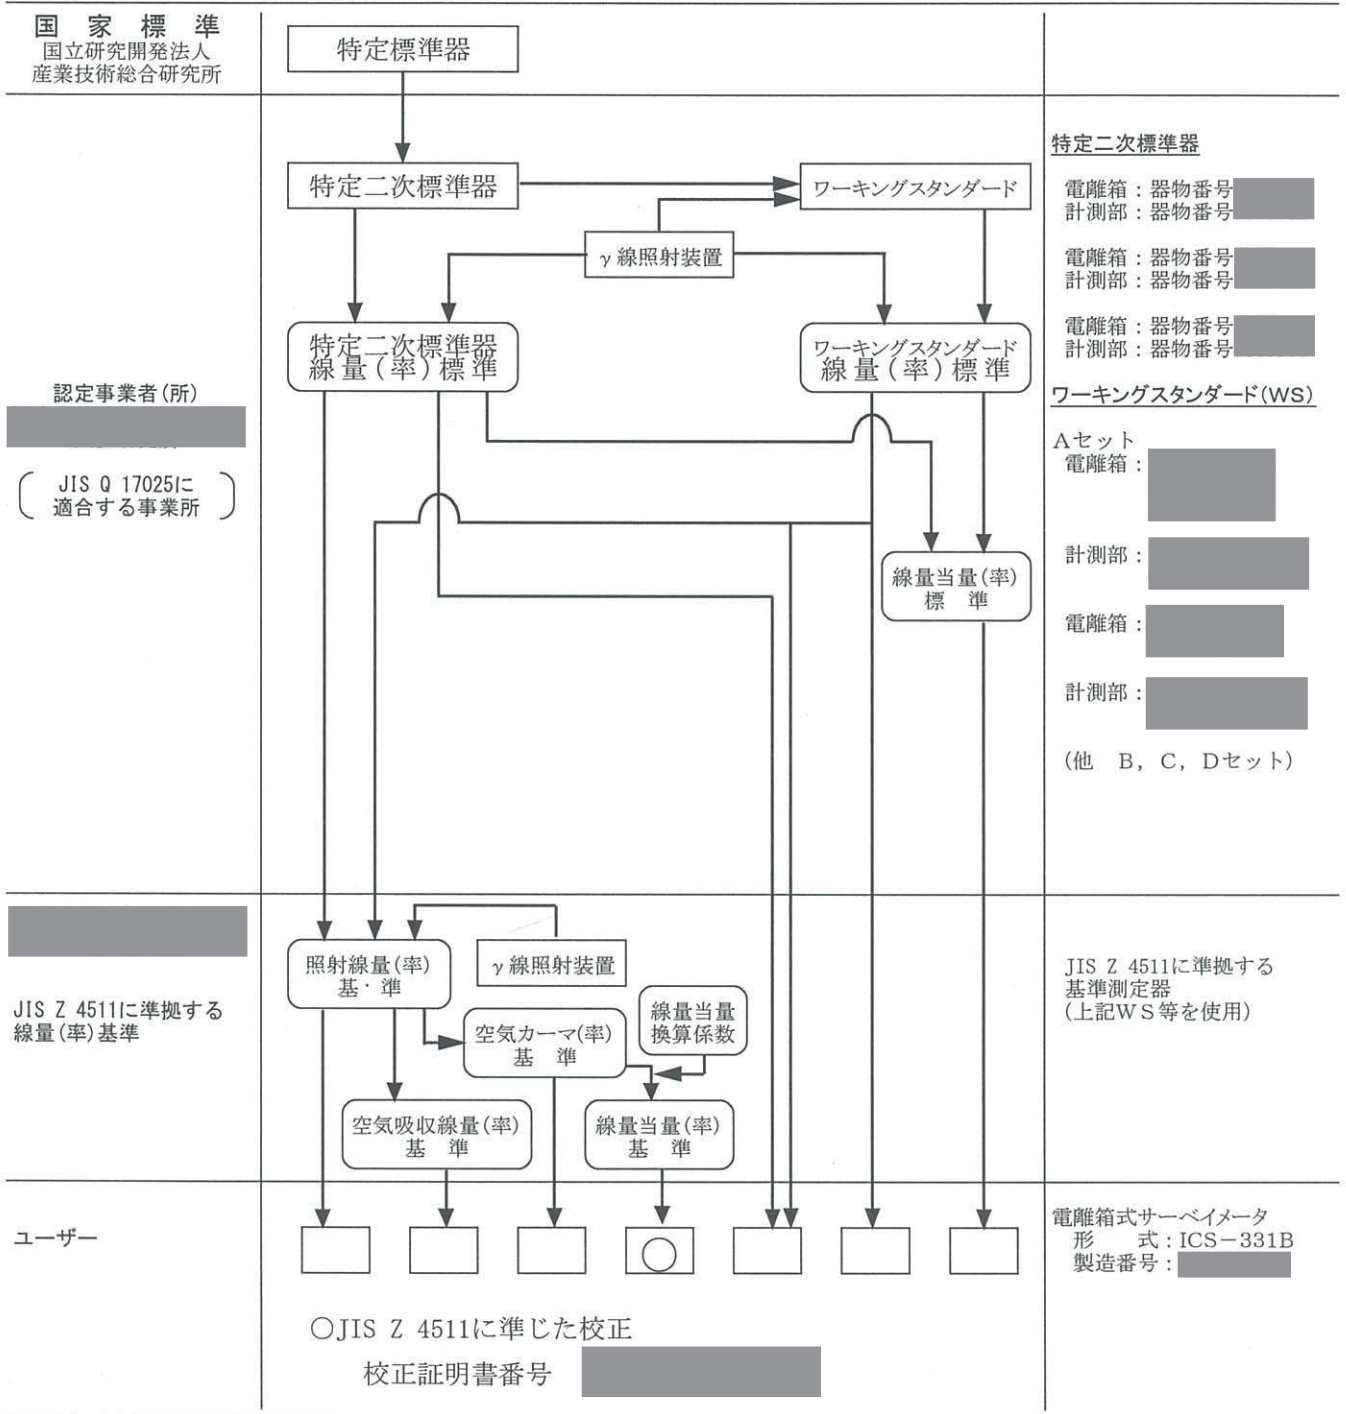 国家標準
国立研究開発法人
産業技術総合研究所
特定標準器
特定二次標準器
ワーキングスタンダード
γ線照射装置
特定二次標準器
線量(率)標準
ワーキングスタンダード
線量(率)標準
線量当量(率)
標準
認定事業者(所)
JIS Q 17025に
適合する事業所
特定二次標準器
電離箱：器物番号
計測部：器物番号
電離箱：器物番号
計測部：器物番号
電離箱：器物番号
計測部：器物番号
ワーキングスタンダード(WS)
Aセット
電離箱：
計測部：
電離箱：
計測部：
(他 B, C, Dセット)
JIS Z 4511に準拠する
線量(率)基準
照射線量(率)
基・準
γ線照射装置
空気カーマ(率)
基準
線量当量
換算係数
空気吸収線量(率)
基準
線量当量(率)
基準
JIS Z 4511に準拠する
基準測定器
(上記WS等を使用)
ユーザー
○JIS Z 4511に準じた校正
校正証明書番号
電離箱式サーベイメータ
形式：ICS－331B
製造番号：